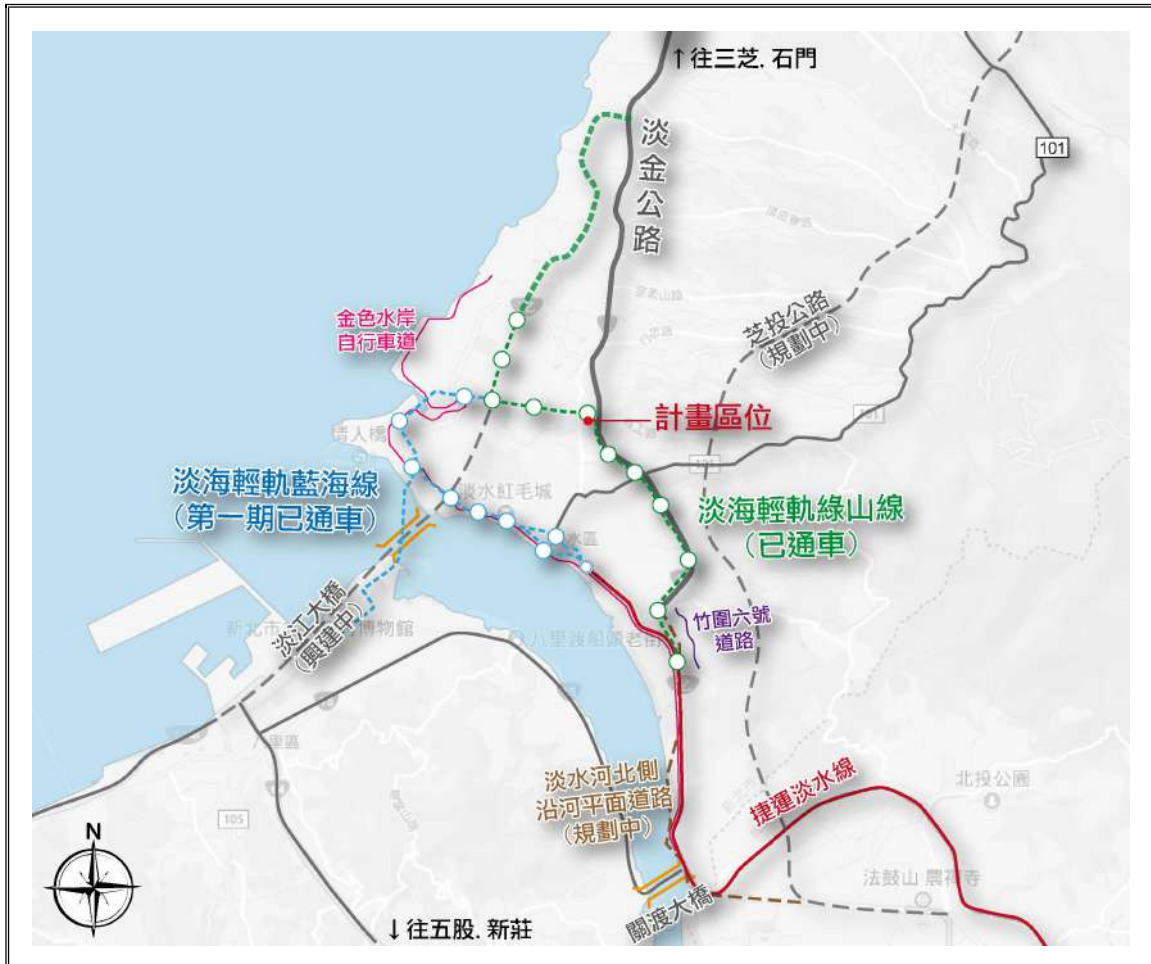 ↑往三芝. 石門
淡金公路
101
芝投公路
(規劃中)
金色水岸
自行車道
101
計畫區位
情人橋
淡海輕軌藍海線
(第一期已通車)
淡水紅毛城
淡海輕軌綠山線
(已通車)
竹圍六號
道路
淡江大橋
(興建中)
八里渡船頭老街
八里區
105
淡水河北側
沿河平面道路
(規劃中)
捷運淡水線
北投公園
法鼓山 農禪寺
關渡大橋
N
↓往五股. 新莊